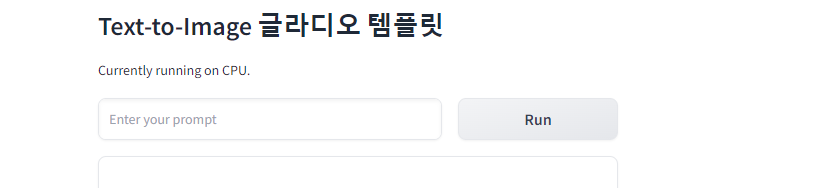 Text-to-Image 글라디오 템플릿
Currently running on CPU.
Enter your prompt
Run